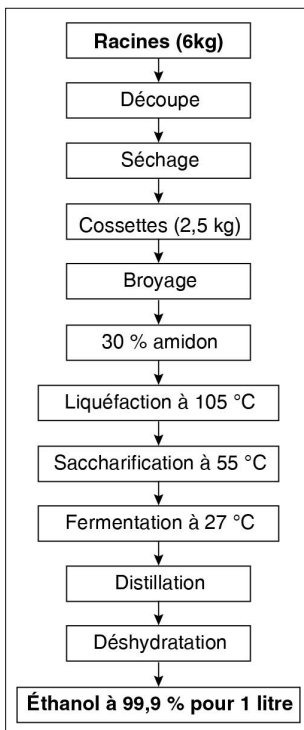 Racines (6kg)
Découpe
Séchage
Cossettes (2,5 kg)
Broyage
30 % amidon
Liquéfaction à 105 °C
Saccharification à 55 °C
Fermentation à 27 °C
Distillation
Déshydratation
Éthanol à 99,9 % pour 1 litre